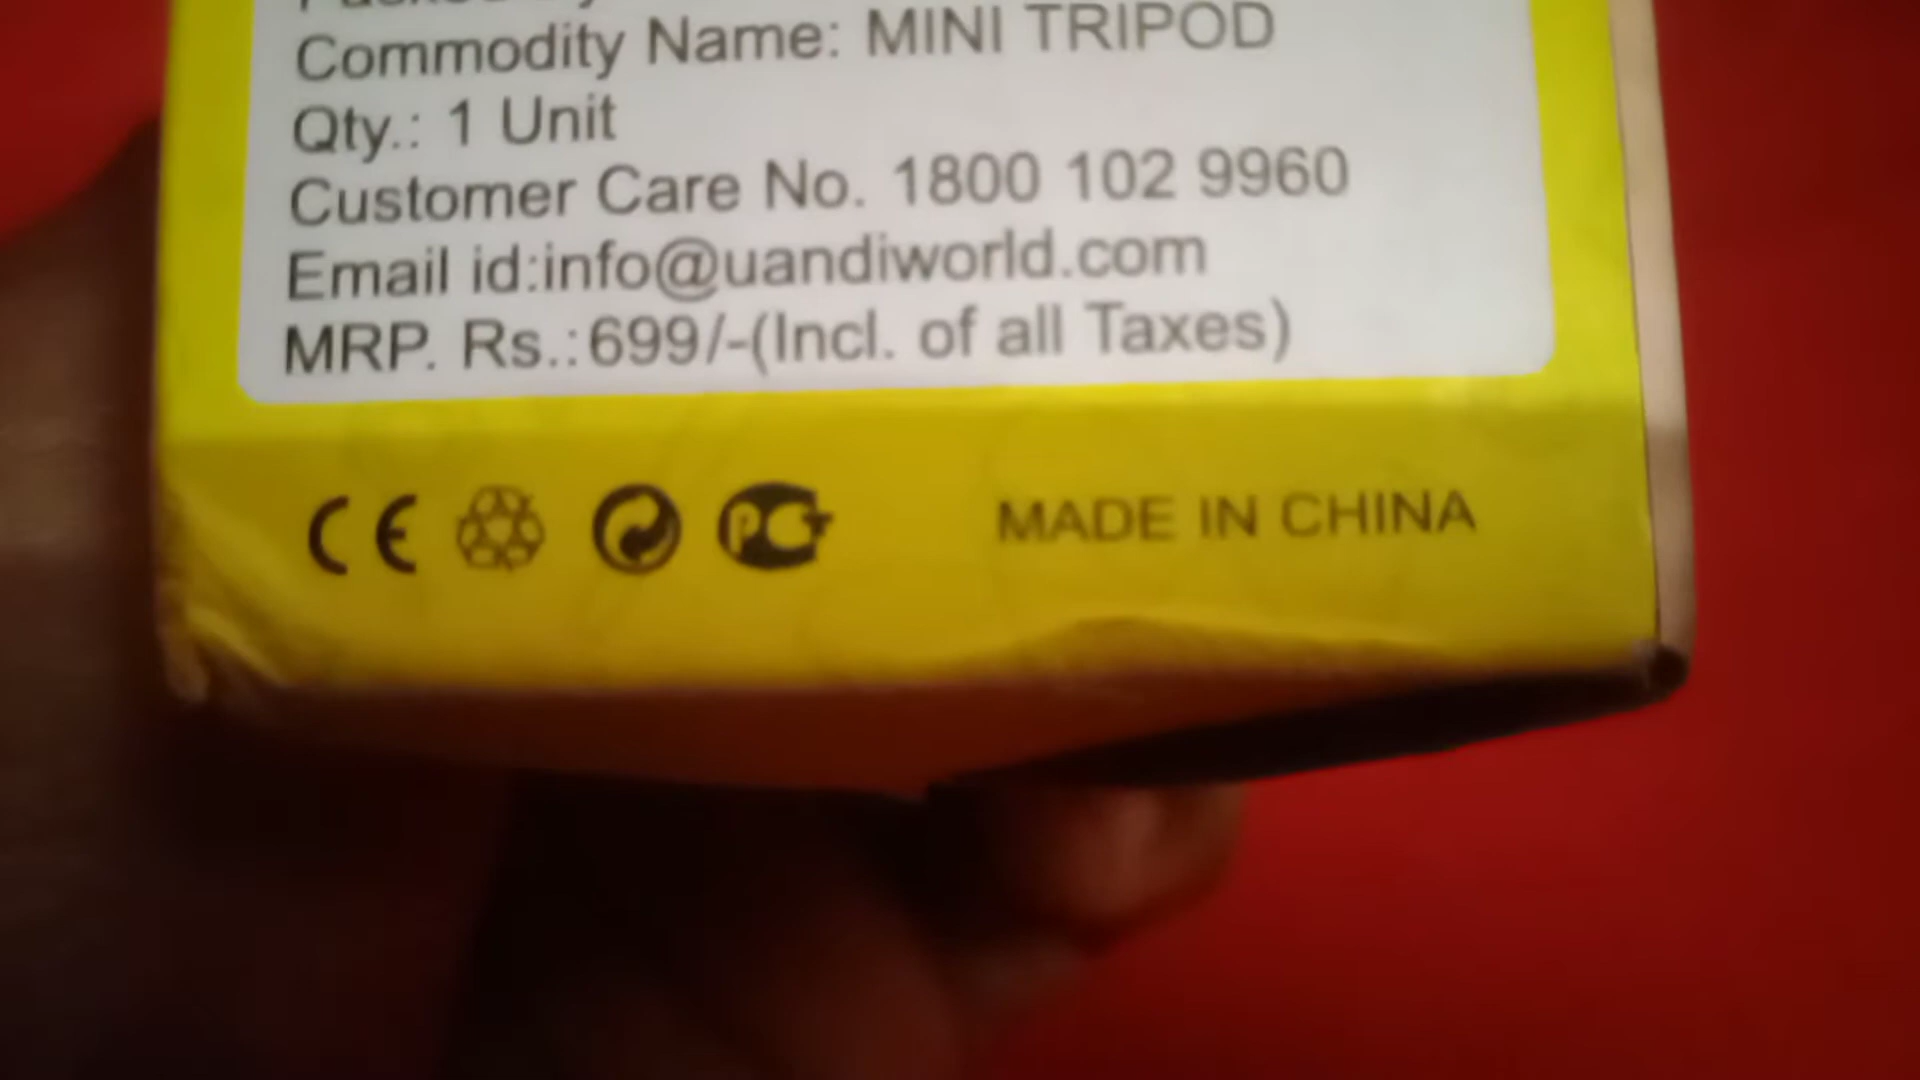 Commodity Name: MINI TRIPOD
Qty.: 1 Unit
Customer Care No. 1800 102 9960
Email id:info@uandiworld.com
MRP. Rs.:699/-(Incl. of all Taxes)
CE PCT MADE IN CHINA